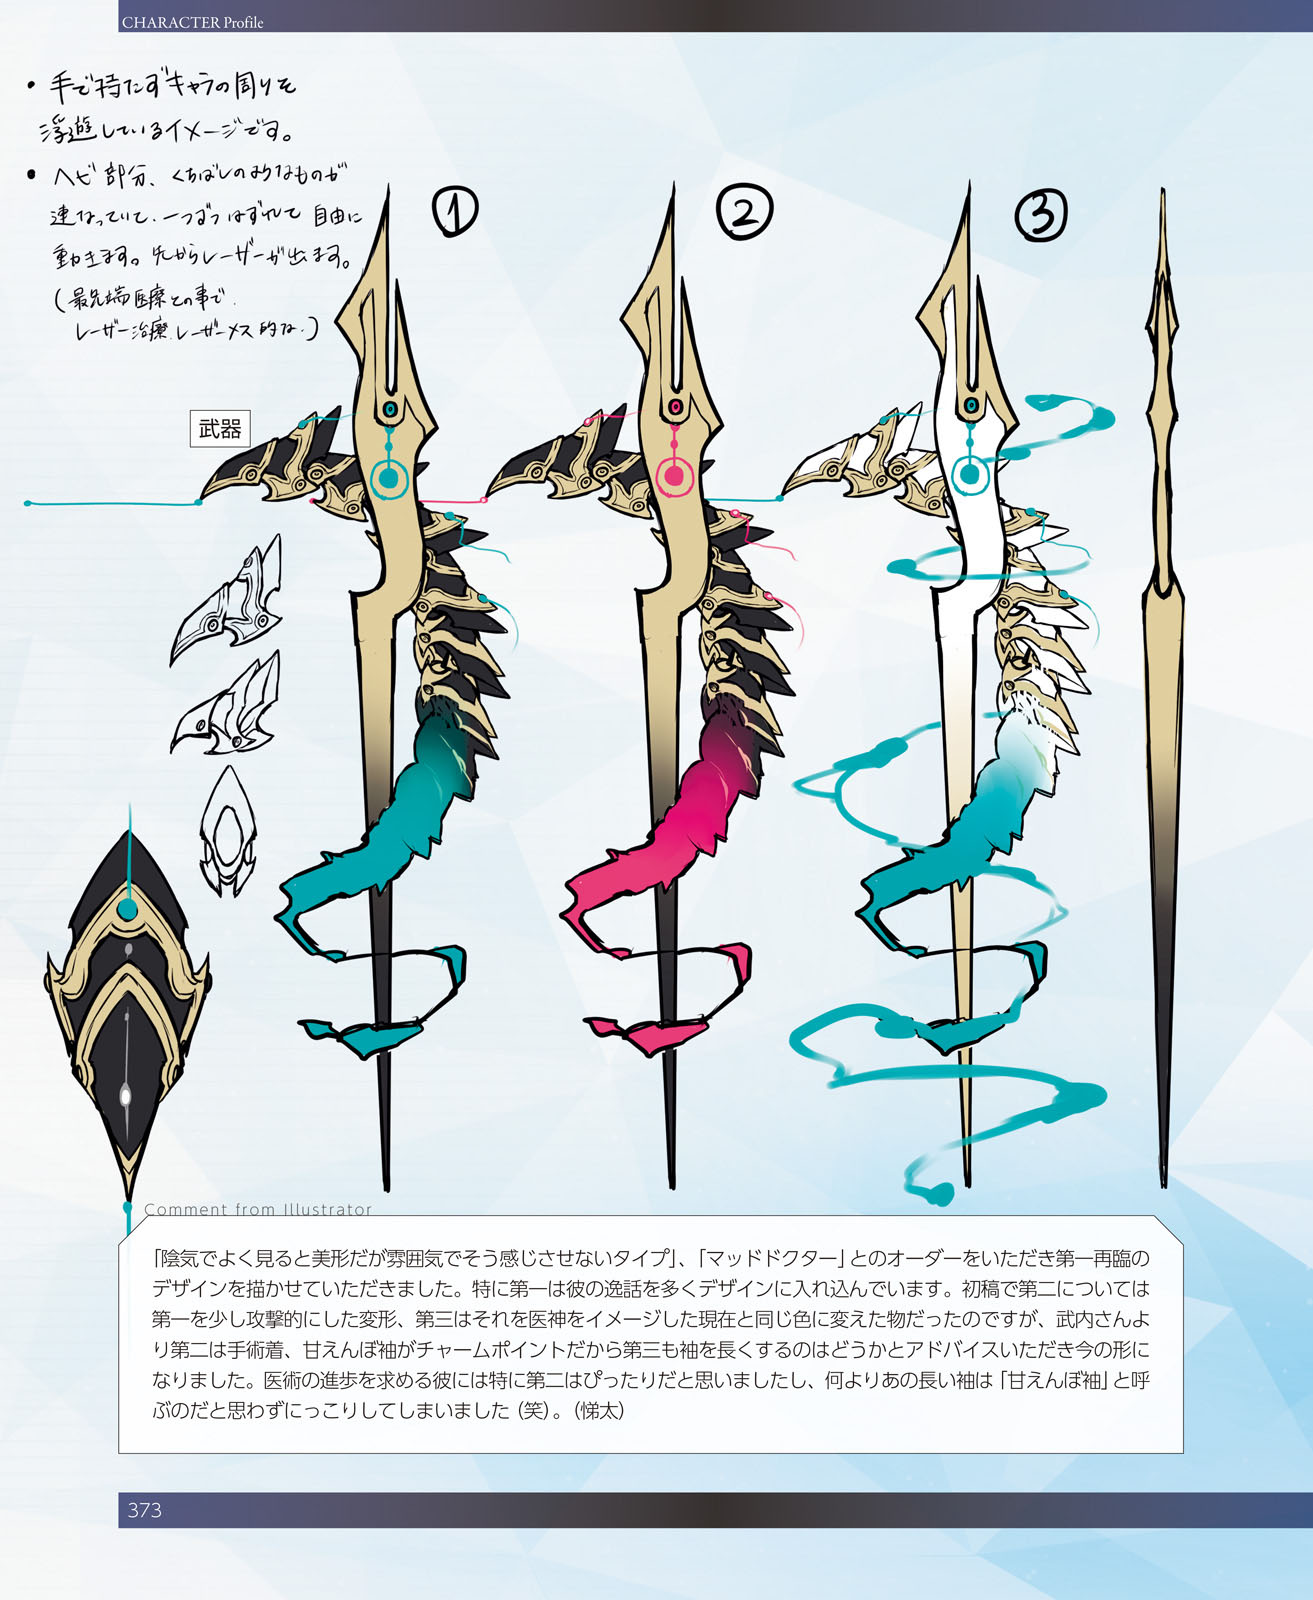 CHARACTER Profile
・手で持たずキャラの周りを
浮遊しているイメージです。
・ヘビ部分、くちばしのようなものが
連なっていて、一つずつはずれて自由に
動きます。先からレーザーが出ます。
(最先端医療との事で、
レーザー治療、レーザーメス的な。)
①
②
③
武器
Comment from Illustrator
「陰気でよく見ると美形だが雰囲気でそう感じさせないタイプ」、「マッドドクター」とのオーダーをいただき第一再臨の
デザインを描かせていただきました。特に第一は彼の逸話を多くデザインに入れ込んでいます。初稿で第二については
第一を少し攻撃的にした変形、第三はそれを医神をイメージした現在と同じ色に変えた物だったのですが、武内さんよ
り第二は手術着、甘えんぼ袖がチャームポイントだから第三も袖を長くするのはどうかとアドバイスいただき今の形に
なりました。医術の進歩を求める彼には特に第二はぴったりだと思いましたし、何よりあの長い袖は「甘えんぼ袖」と呼
ぶのだと思わずにっこりしてしまいました(笑)。(悌太)
373